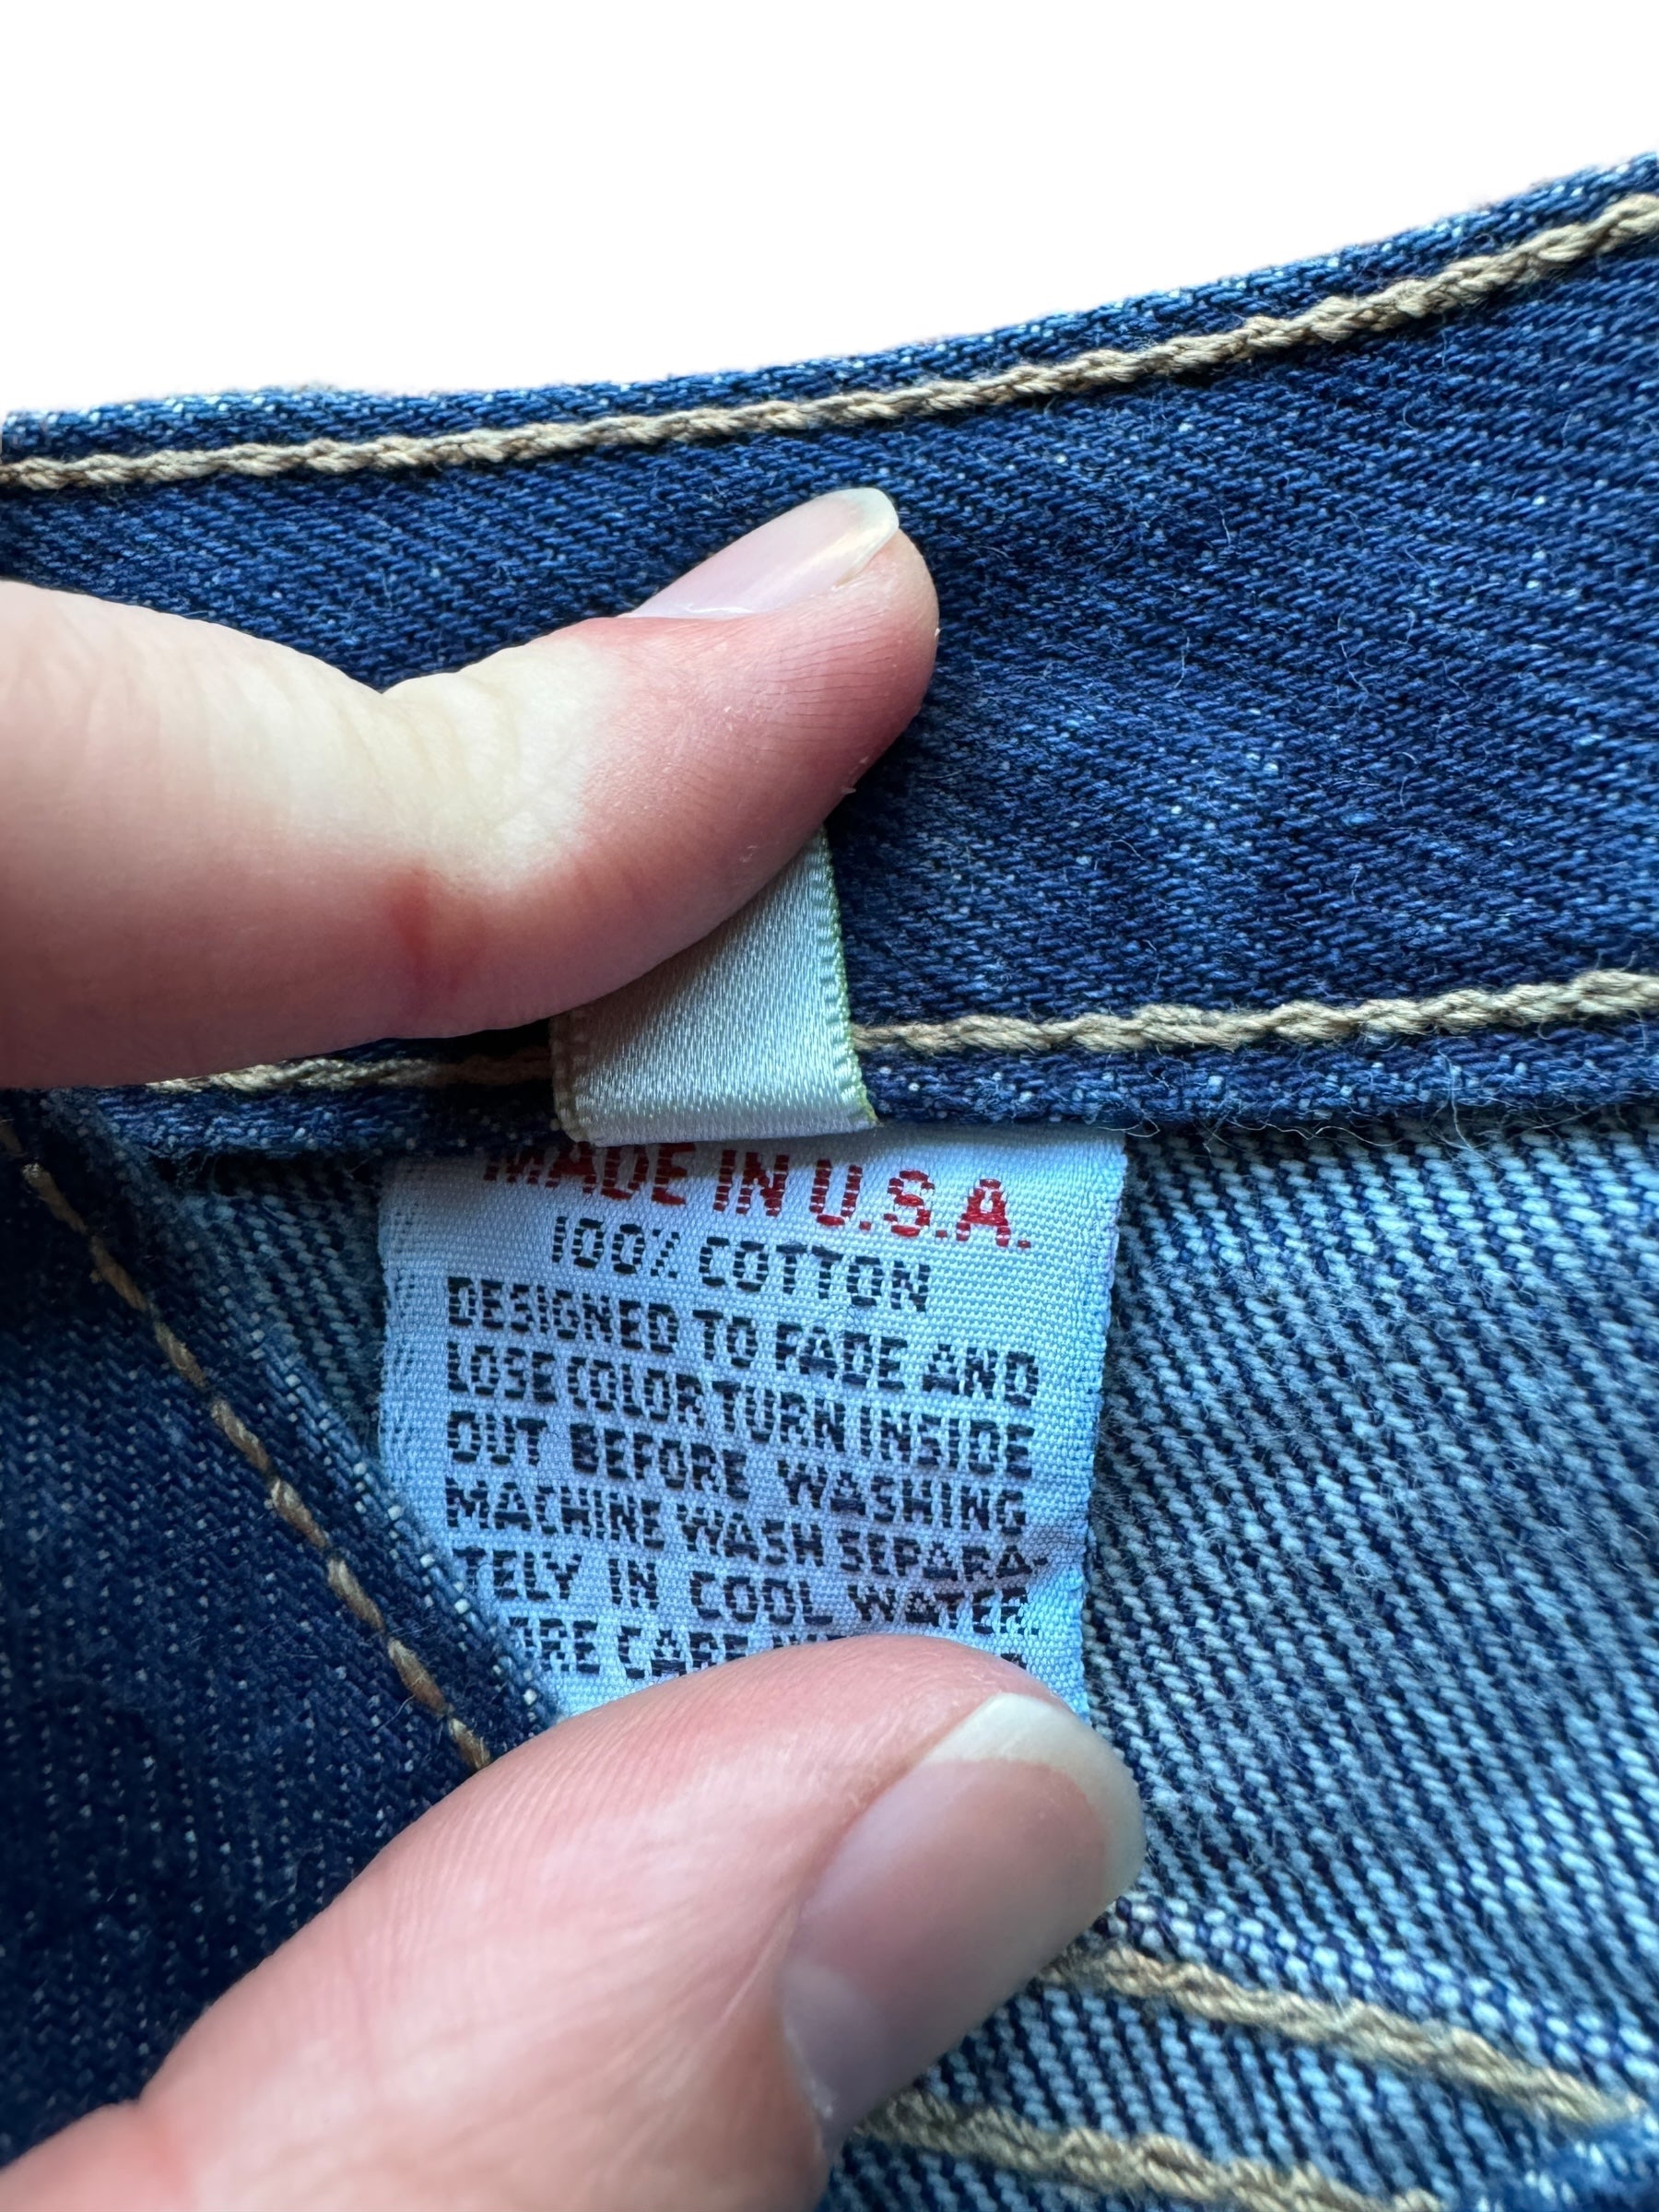 MADE IN U.S.A.
100% COTTON
DESIGNED TO FADE AND
LOSE COLOR TURN INSIDE
OUT BEFORE WASHING
MACHINE WASH SEPARA-
TELY IN COOL WATER.
CARE